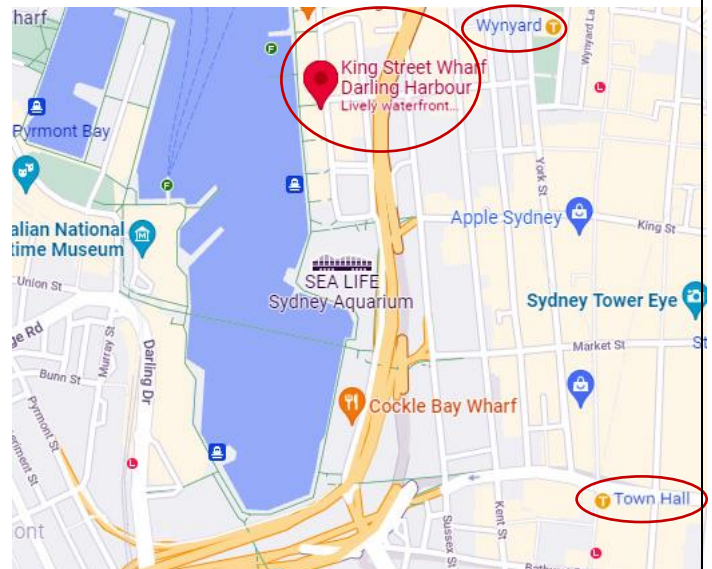 harf
Wynyard
T
King Street Wharf
Darling Harbour
Lively waterfront...
Wynyard La
F
L
Pyrmont Bay
F
York St
Apple Sydney
King St
alian National
time Museum
M
SEA LIFE
Sydney Aquarium
Union St
Sydney Tower Eye
St
ge Rd
Murray St
Darling Dr
Market St
Bunn St
Cockle Bay Wharf
Pyrmont St
eriment St
L
T
Town Hall
ont
Sussex St
Kent St
L